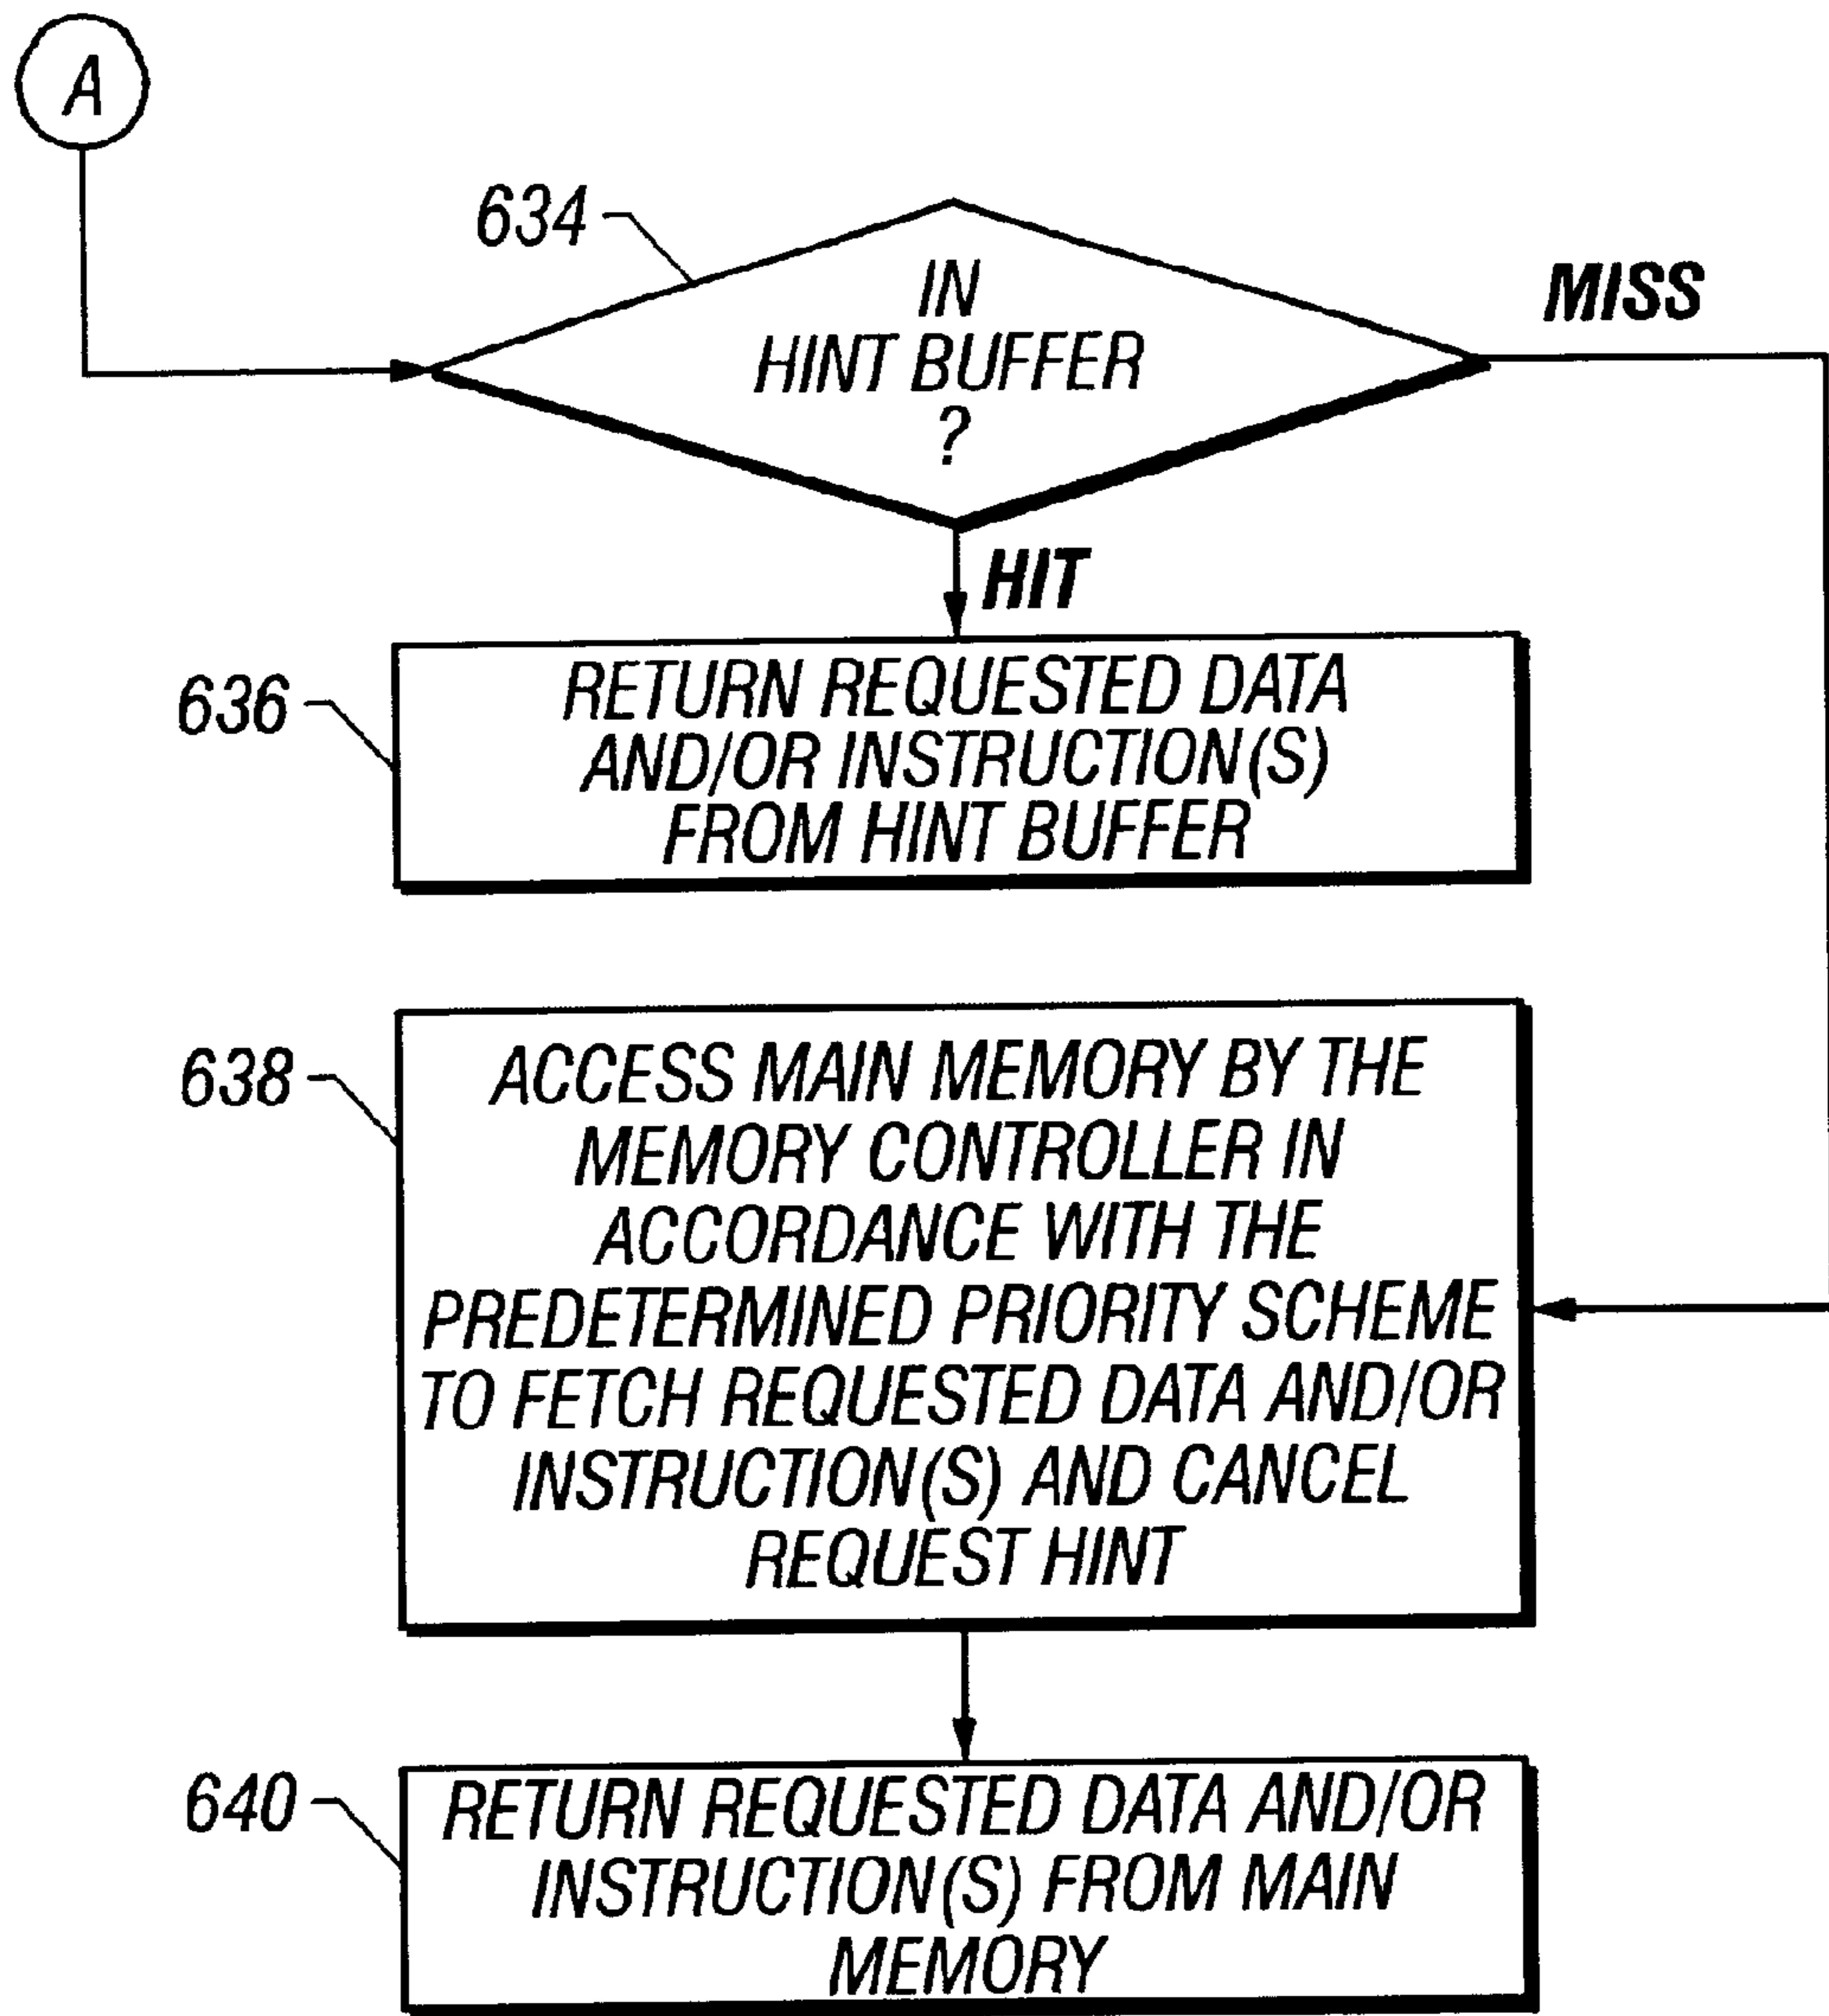 A
634
IN
HINT BUFFER
?
MISS
HIT
636
RETURN REQUESTED DATA
AND/OR INSTRUCTION(S)
FROM HINT BUFFER
638
ACCESS MAIN MEMORY BY THE
MEMORY CONTROLLER IN
ACCORDANCE WITH THE
PREDETERMINED PRIORITY SCHEME
TO FETCH REQUESTED DATA AND/OR
INSTRUCTION(S) AND CANCEL
REQUEST HINT
640
RETURN REQUESTED DATA AND/OR
INSTRUCTION(S) FROM MAIN
MEMORY